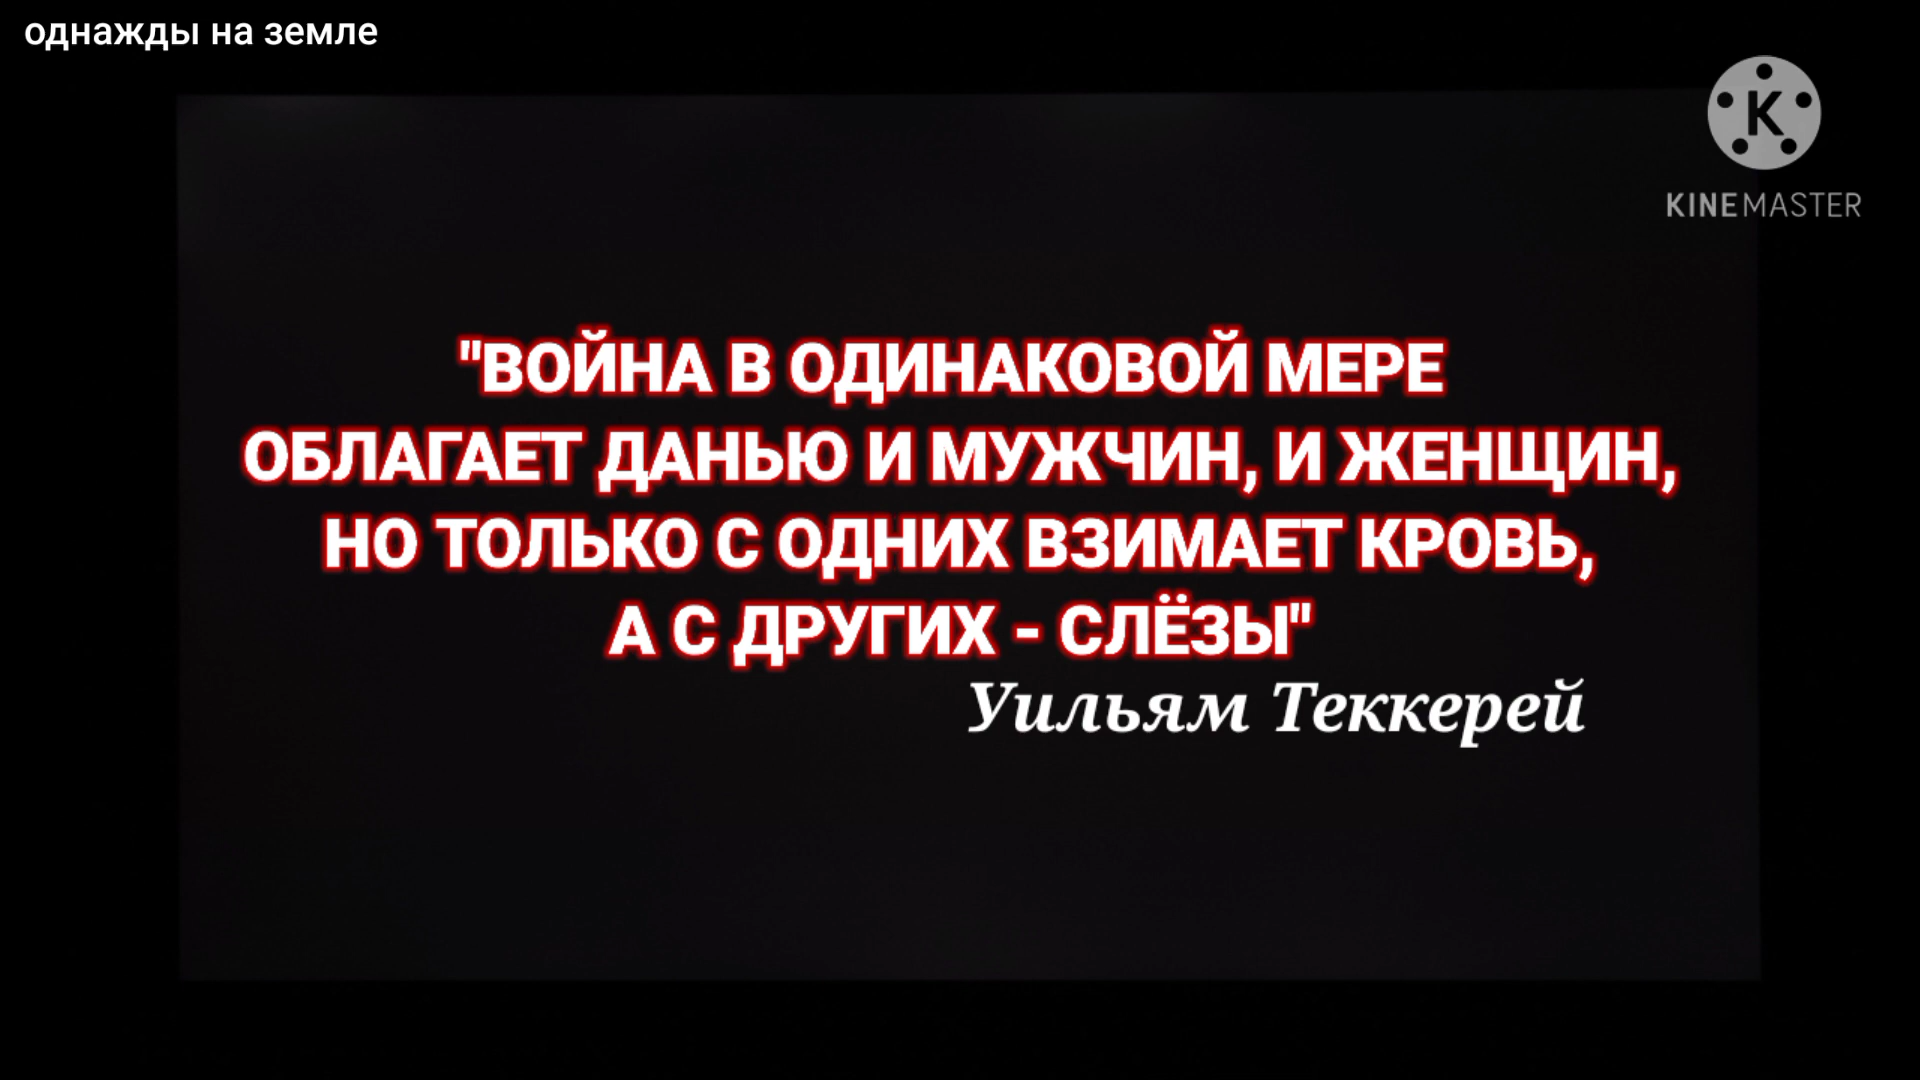 однажды на земле
KINEMASTER
"ВОЙНА В ОДИНАКОВОЙ МЕРЕ
ОБЛАГАЕТ ДАНЬЮ И МУЖЧИН, И ЖЕНЩИН,
НО ТОЛЬКО С ОДНИХ ВЗИМАЕТ КРОВЬ,
А С ДРУГИХ - СЛЁЗЫ"
Уильям Теккерей